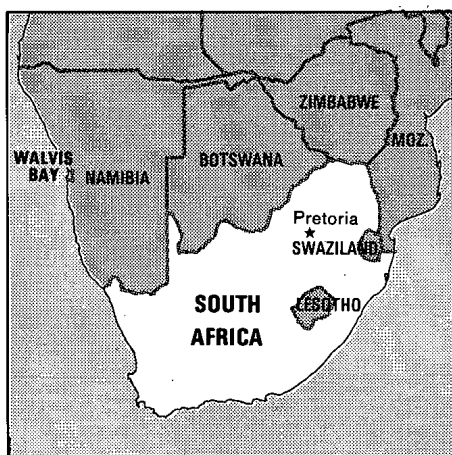 ZIMBABWE
MOZ.
WALVIS
BAY
NAMIBIA
BOTSWANA
Pretoria
SWAZILAND
LESOTHO
SOUTH
AFRICA